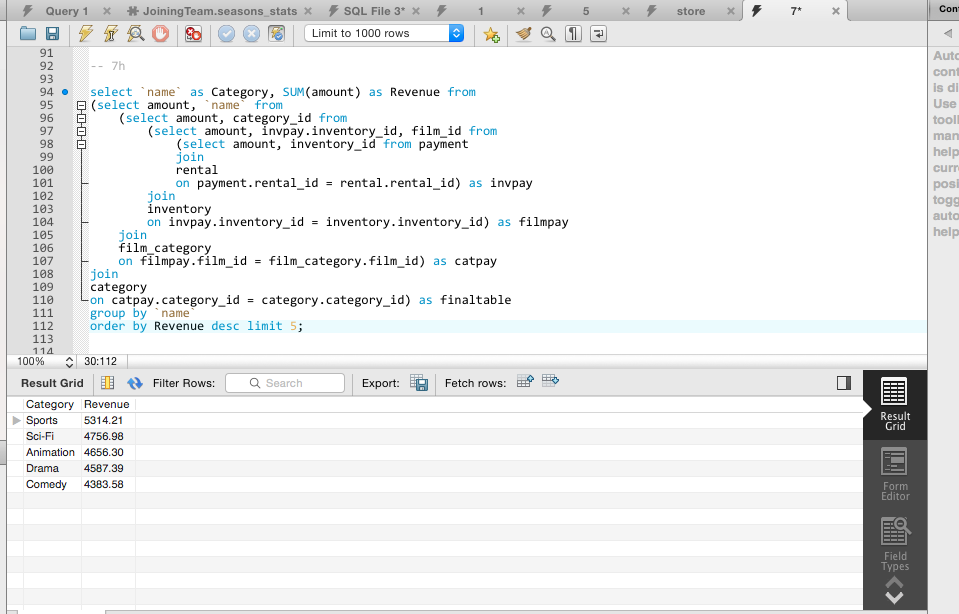 Query 1 JoiningTeam.seasons_stats SQL File 3* 1 5 store 7* Cont
Limit to 1000 rows
91
92 -- 7h
93
94 select `name` as Category, SUM(amount) as Revenue from
95 (select amount, `name` from
96 (select amount, category_id from
97 (select amount, invpay.inventory_id, film_id from
98 (select amount, inventory_id from payment
99 join
100 rental
101 on payment.rental_id = rental.rental_id) as invpay
102 join
103 inventory
104 on invpay.inventory_id = inventory.inventory_id) as filmpay
105 join
106 film_category
107 on filmpay.film_id = film_category.film_id) as catpay
108 join
109 category
110 on catpay.category_id = category.category_id) as finaltable
111 group by `name`
112 order by Revenue desc limit 5;
113
114
Auto
cont
is di
Use
tooll
man
help
curr
posi
togg
auto
help
100% 30:112
Result Grid Filter Rows: Search Export: Fetch rows:
Category Revenue
Sports 5314.21
Sci-Fi 4756.98
Animation 4656.30
Drama 4587.39
Comedy 4383.58
Result
Grid
Form
Editor
Field
Types